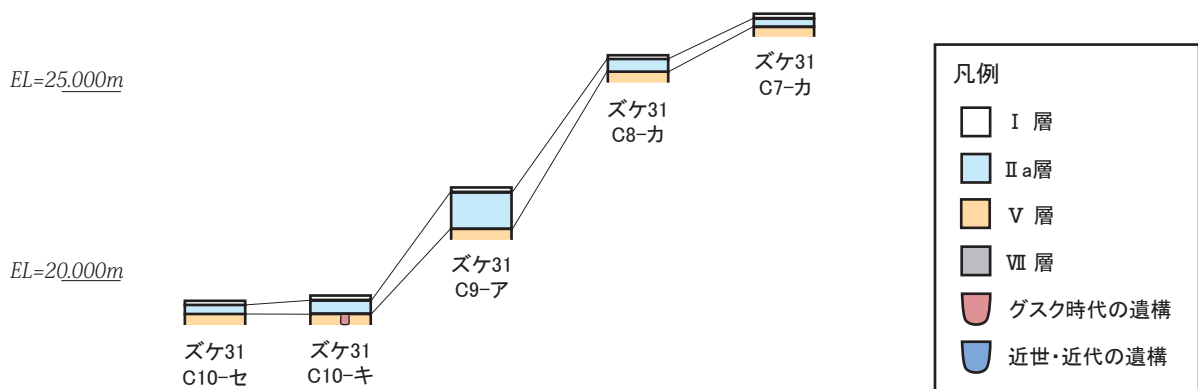 EL=25.000m
EL=20.000m
ズケ31
C10-セ
ズケ31
C10-キ
ズケ31
C9-ア
ズケ31
C8-カ
ズケ31
C7-カ
凡例
Ⅰ 層
Ⅱa層
Ⅴ 層
Ⅶ 層
グスク時代の遺構
近世・近代の遺構